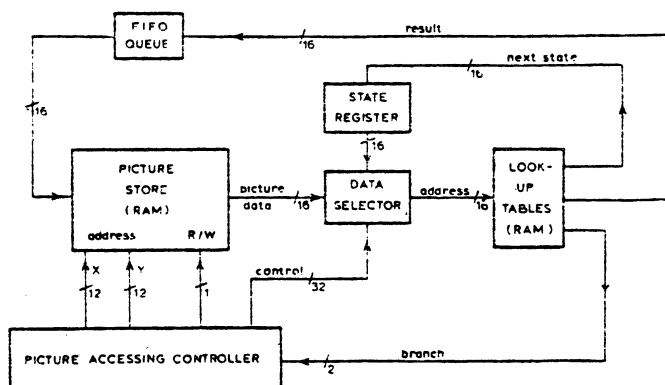 FIFO
QUEUE
16
result
16
next state
16
STATE
REGISTER
16
PICTURE
STORE
(RAM)
address
R/W
picture
data
16
DATA
SELECTOR
address
16
LOOK-
UP
TABLES
(RAM)
X
12
Y
12
1
control
32
PICTURE ACCESSING CONTROLLER
branch
2